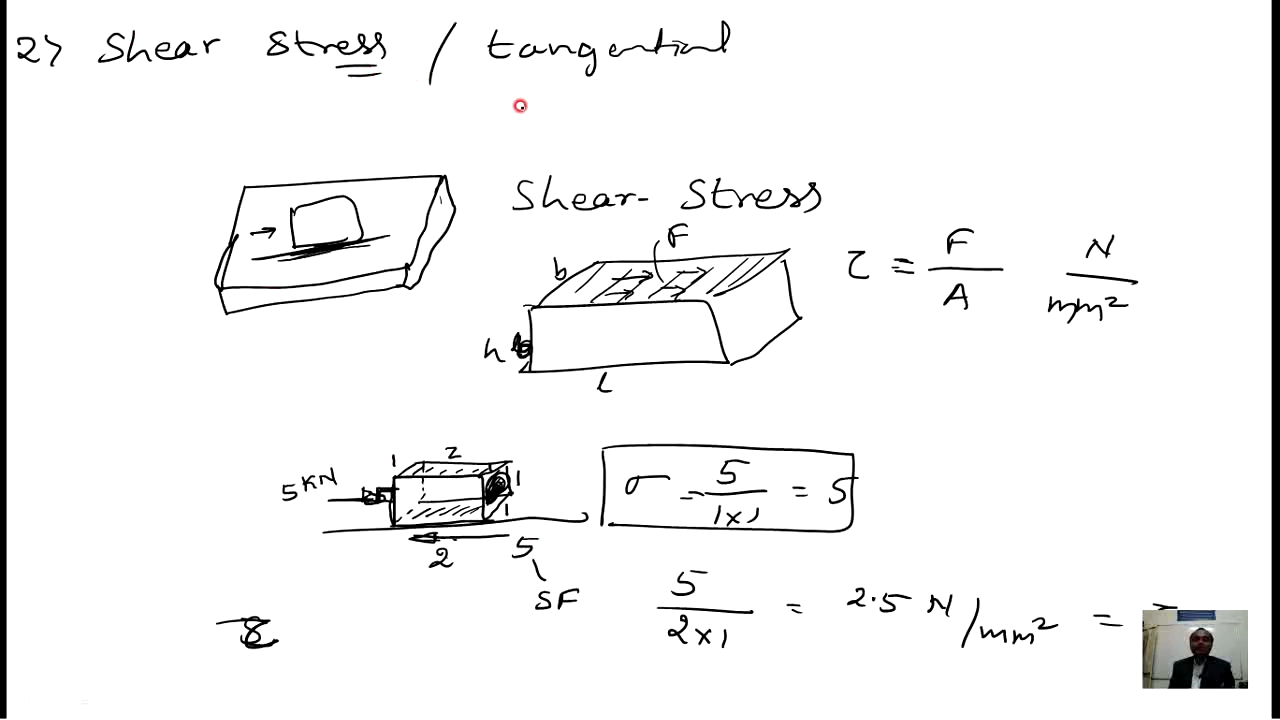 2) Shear Stress / tangential
Shear Stress
F
b
h
L
τ = F/A N/mm²
1 2
5KN
1
1
2 5
SF
σ = 5/1x1 = 5
5/2x1 = 2.5 N/mm² =